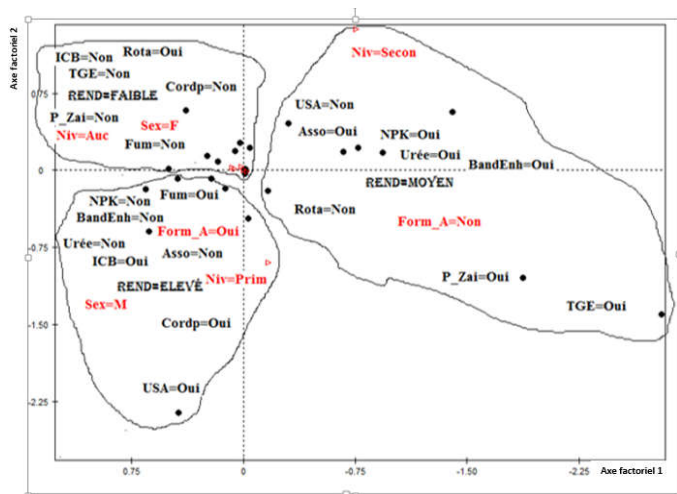 Axe factoriel 2
ICB=Non
Rota=Oui
TGE=Non
Cordp=Non
REND=FAIBLE
P_Zai=Non
Sex=F
Niv=Auc
Fum=Non
Niv=Secon
USA=Non
Asso=Oui
NPK=Oui
Urée=Oui
BandEnh=Oui
REND=MOYEN
Rota=Non
Form_A=Non
P_Zai=Oui
TGE=Oui
NPK=Non
Fum=Oui
BandEnh=Non
Form_A=Oui
Urée=Non
Asso=Non
ICB=Oui
Niv=Prim
REND=ELEVÉ
Sex=M
Cordp=Oui
USA=Oui
0.75
0
-0.75
-1.50
-2.25
0.75
0
-0.75
-1.50
-2.25
Axe factoriel 1